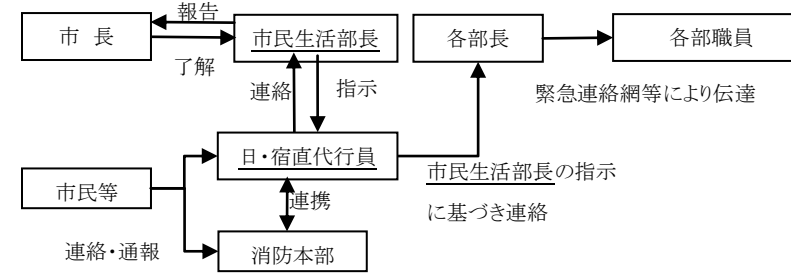 報告
市 長
市民生活部長
各部長
各部職員
了解
連絡
指示
緊急連絡網等により伝達
日・宿直代行員
市民生活部長の指示
に基づき連絡
市民等
連携
連絡・通報
消防本部